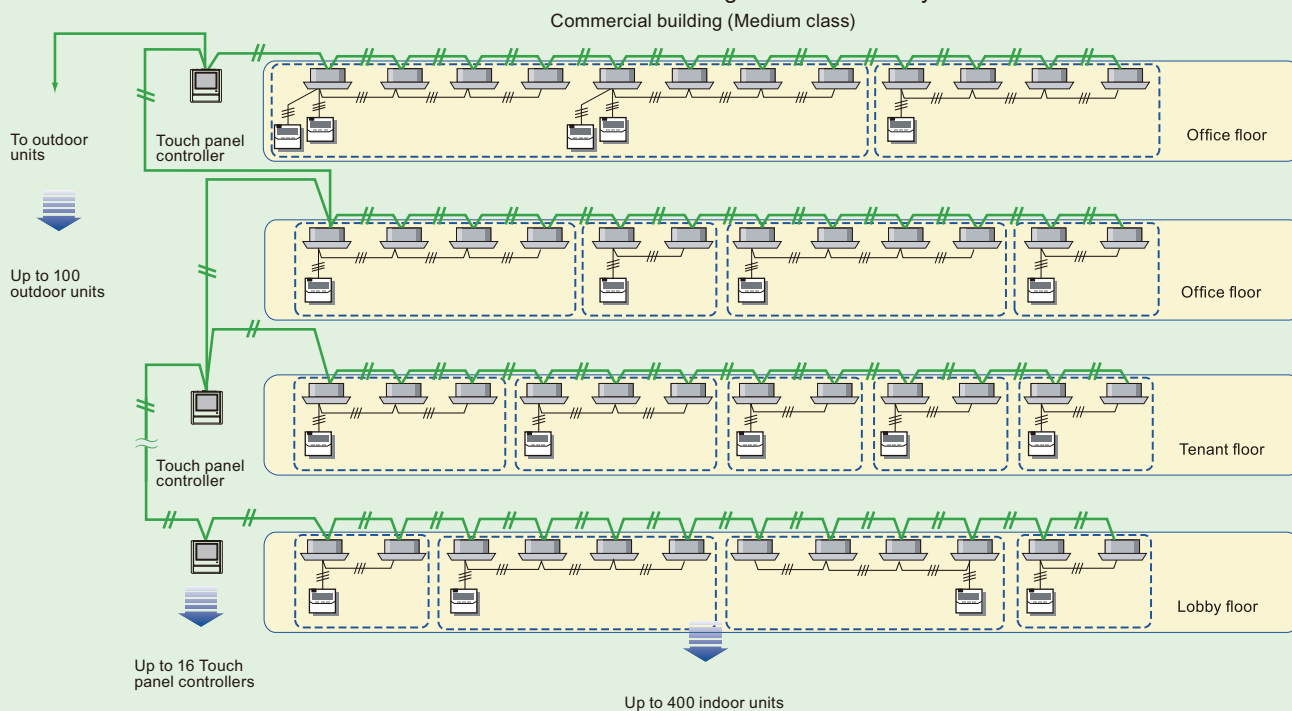 Commercial building (Medium class)
To outdoor
units
Touch panel
controller
Office floor
Up to 100
outdoor units
Office floor
Touch panel
controller
Tenant floor
Lobby floor
Up to 16 Touch
panel controllers
Up to 400 indoor units